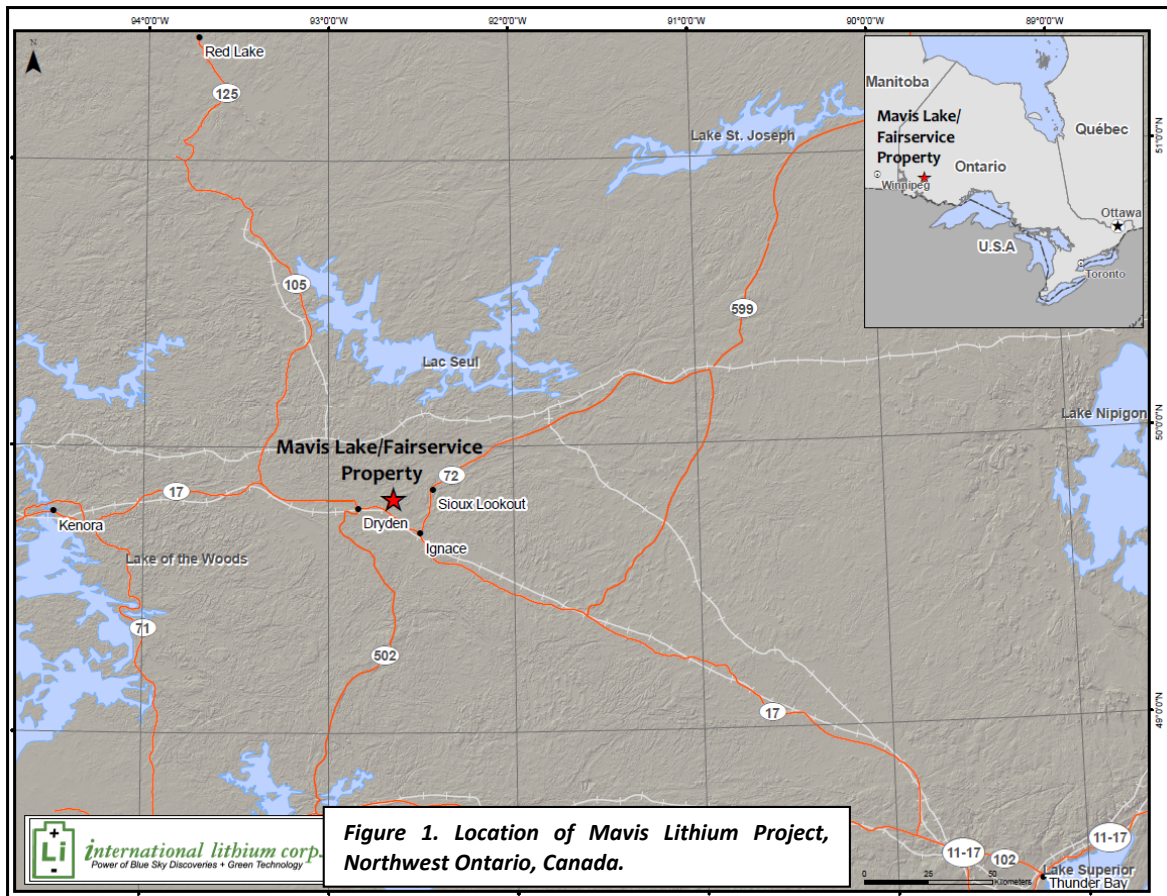 94°0'0"W
93°0'0"W
92°0'0"W
91°0'0"W
90°0'0"W
89°0'0"W
N
Red Lake
125
Lake St. Joseph
51°0'0"N
Manitoba
Mavis Lake/
Fairservice
Property
Québec
Ontario
Winnipeg
Ottawa
U.S.A
Toronto
105
599
Lac Seul
Lake Nipigon
50°0'0"N
Mavis Lake/Fairservice
Property
72
17
Sioux Lookout
Kenora
Dryden
Ignace
Lake of the Woods
71
502
17
49°0'0"N
Li
international lithium corp.
Power of Blue Sky Discoveries + Green Technology
Figure 1. Location of Mavis Lithium Project,
Northwest Ontario, Canada.
11-17
102
11-17
Lake Superior
Thunder Bay
0 25 50
Kilometers